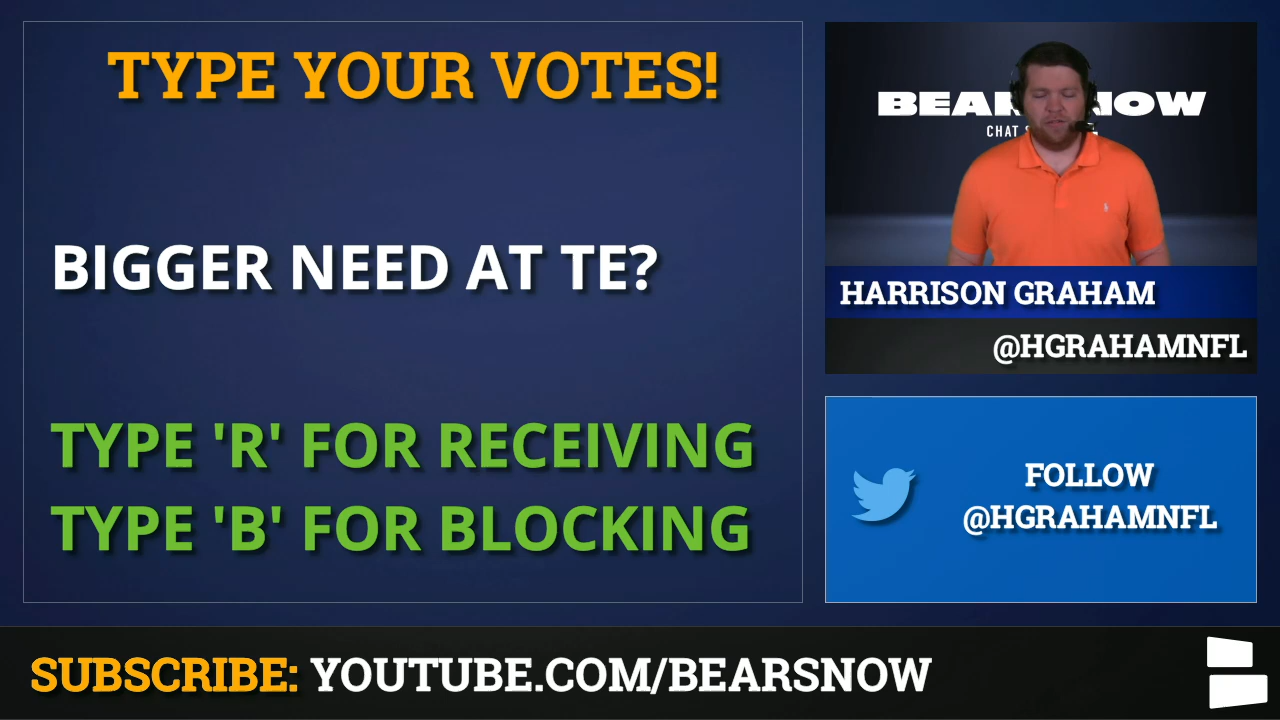 TYPE YOUR VOTES!
BIGGER NEED AT TE?
TYPE 'R' FOR RECEIVING
TYPE 'B' FOR BLOCKING
HARRISON GRAHAM
@HGRAHAMNFL
FOLLOW
@HGRAHAMNFL
SUBSCRIBE: YOUTUBE.COM/BEARSNOW